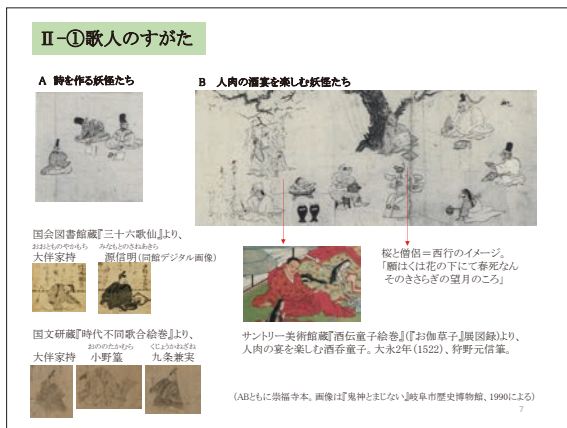 Ⅱ-①歌人のすがた
A 詩を作る妖怪たち
B 人肉の酒宴を楽しむ妖怪たち
国会図書館蔵『三十六歌仙』より、
おおとものやかもち みなもとのさねあきら
大伴家持 源信明(同館デジタル画像)
国文研蔵『時代不同歌合絵巻』より、
おののたかむら くじょうかねざね
大伴家持 小野篁 九条兼実
桜と僧侶＝西行のイメージ。
「願はくは花の下にて春死なん
そのきさらぎの望月のころ」
サントリー美術館蔵『酒伝童子絵巻』(『お伽草子』展図録)より、
人肉の宴を楽しむ酒呑童子。大永2年(1522)、狩野元信筆。
(ABともに崇福寺本。画像は『鬼神とまじない』岐阜市歴史博物館、1990による)
7